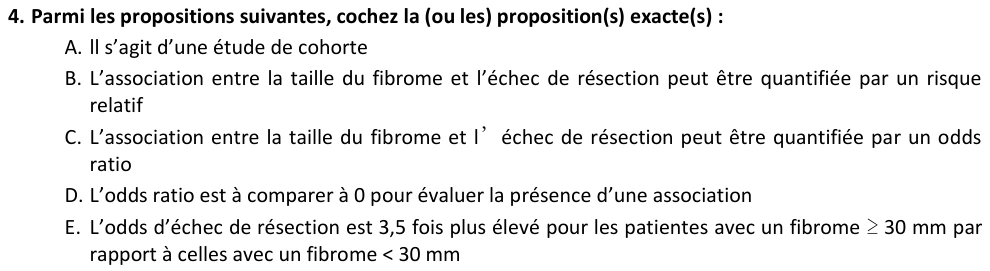 4. Parmi les propositions suivantes, cochez la (ou les) proposition(s) exacte(s) :
A. Il s’agit d’une étude de cohorte
B. L’association entre la taille du fibrome et l’échec de résection peut être quantifiée par un risque
relatif
C. L’association entre la taille du fibrome et l’ échec de résection peut être quantifiée par un odds
ratio
D. L’odds ratio est à comparer à 0 pour évaluer la présence d’une association
E. L’odds d’échec de résection est 3,5 fois plus élevé pour les patientes avec un fibrome ≥ 30 mm par
rapport à celles avec un fibrome < 30 mm